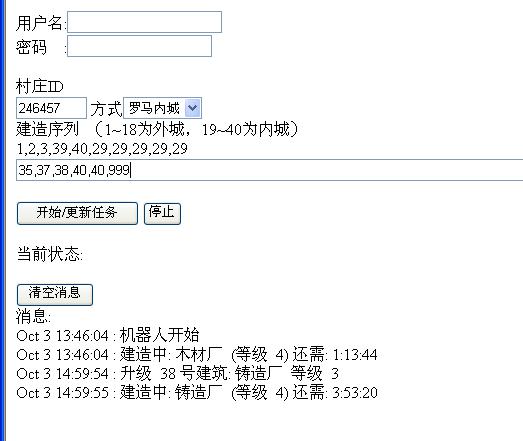 用户名:
密码 :
村庄ID
246457 方式 罗马内城
建造序列 （1~18为外城，19~40为内城）
1,2,3,39,40,29,29,29,29,29
35,37,38,40,40,999
开始/更新任务 停止
当前状态:
清空消息
消息:
Oct 3 13:46:04 : 机器人开始
Oct 3 13:46:04 : 建造中: 木材厂 (等级 4) 还需: 1:13:44
Oct 3 14:59:54 : 升级 38 号建筑: 铸造厂 等级 3
Oct 3 14:59:55 : 建造中: 铸造厂 (等级 4) 还需: 3:53:20